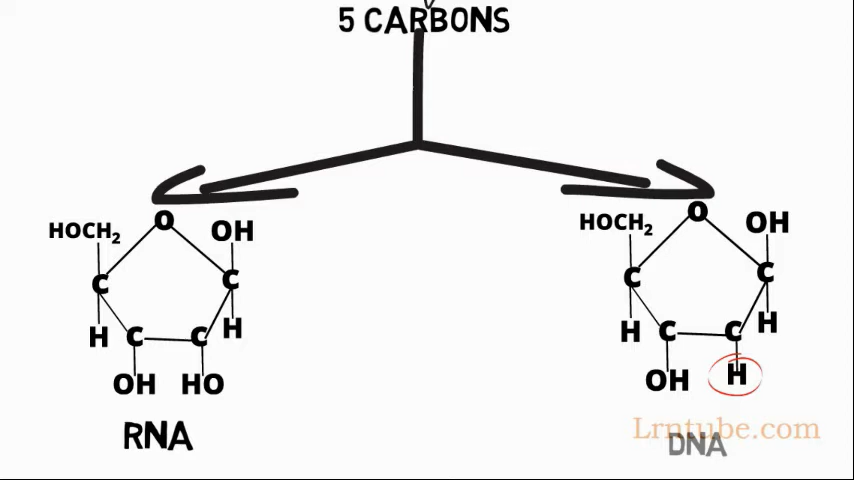 5 CARBONS
HOCH₂ O OH
C C
H C C H
OH HO
RNA
HOCH₂ O OH
C C
H C C H
OH H
Lrntube.com
DNA